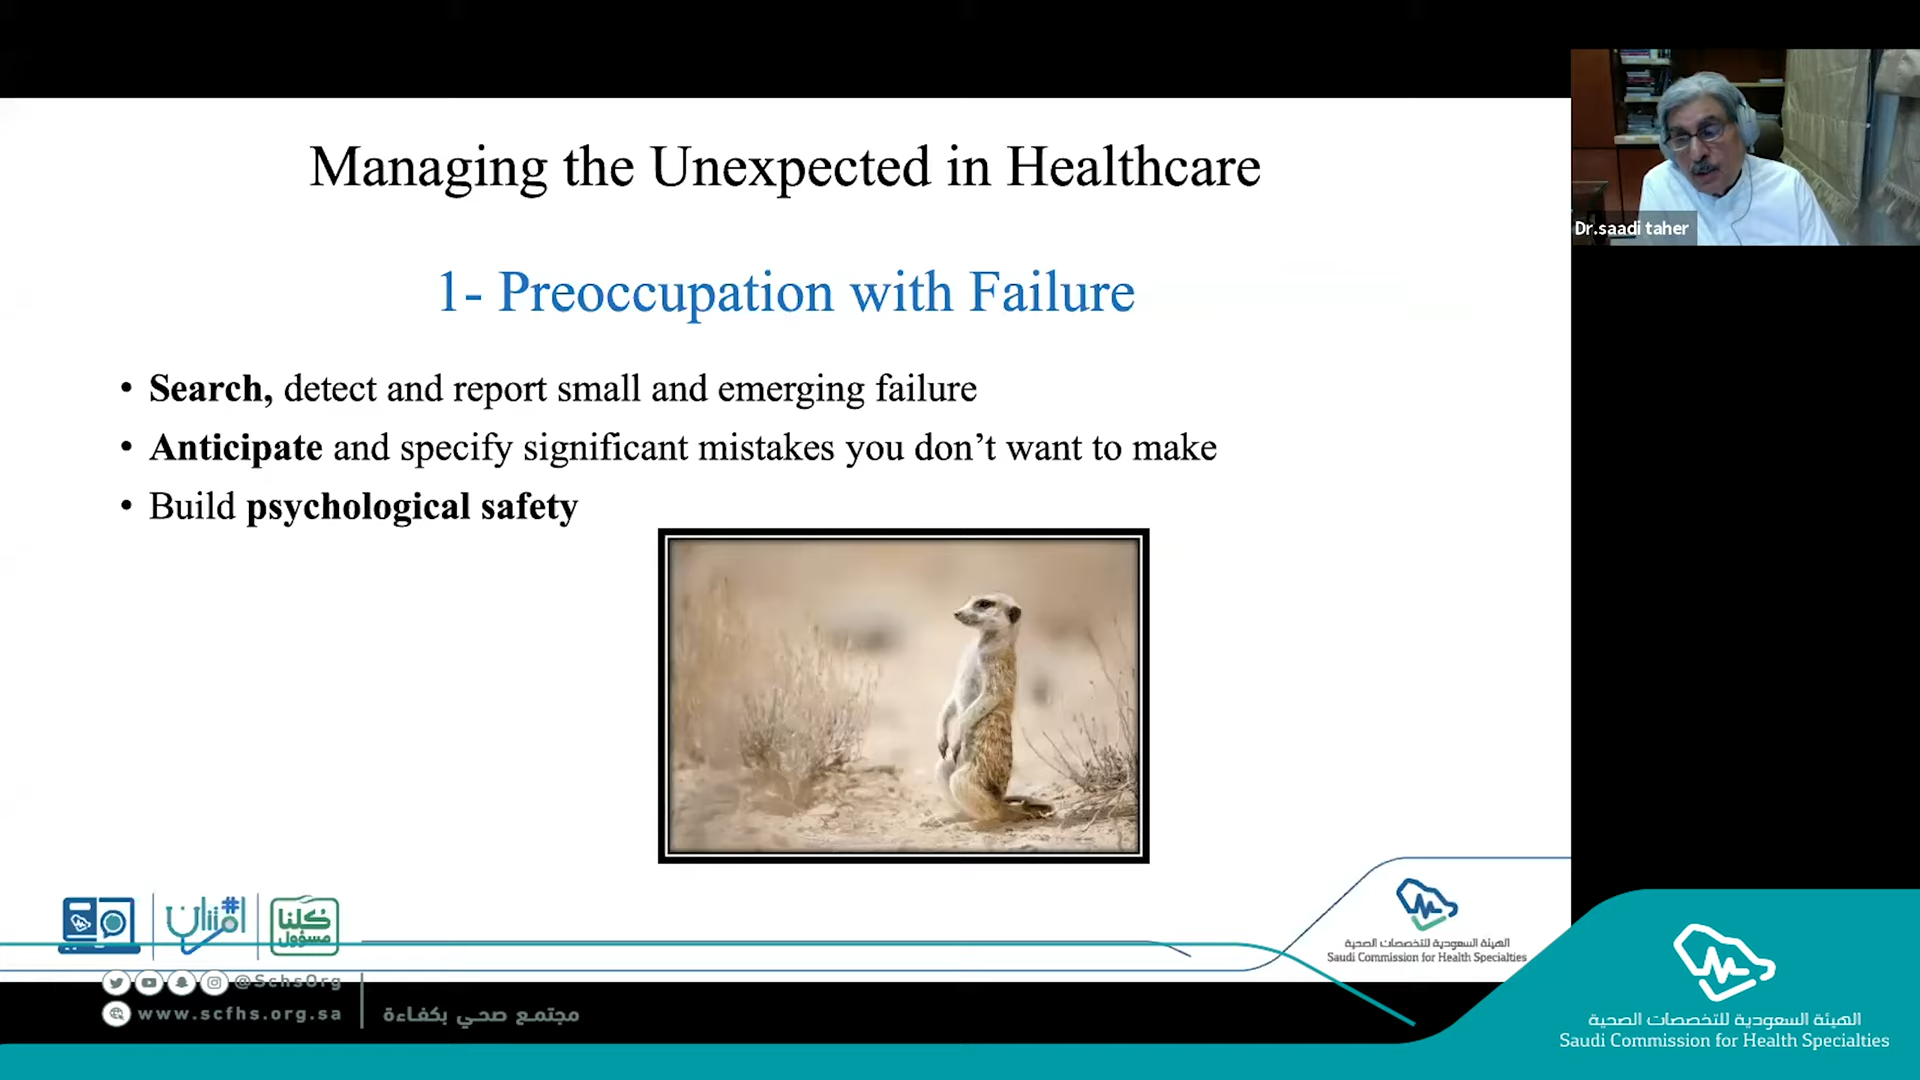 Managing the Unexpected in Healthcare
Dr.saadi taher
1- Preoccupation with Failure
• Search, detect and report small and emerging failure
• Anticipate and specify significant mistakes you don’t want to make
• Build psychological safety
#امتنان
كلنا مسؤول
الهيئة السعودية للتخصصات الصحية
Saudi Commission for Health Specialties
@SchsOrg
www.scfhs.org.sa
مجتمع صحي بكفاءة
الهيئة السعودية للتخصصات الصحية
Saudi Commission for Health Specialties